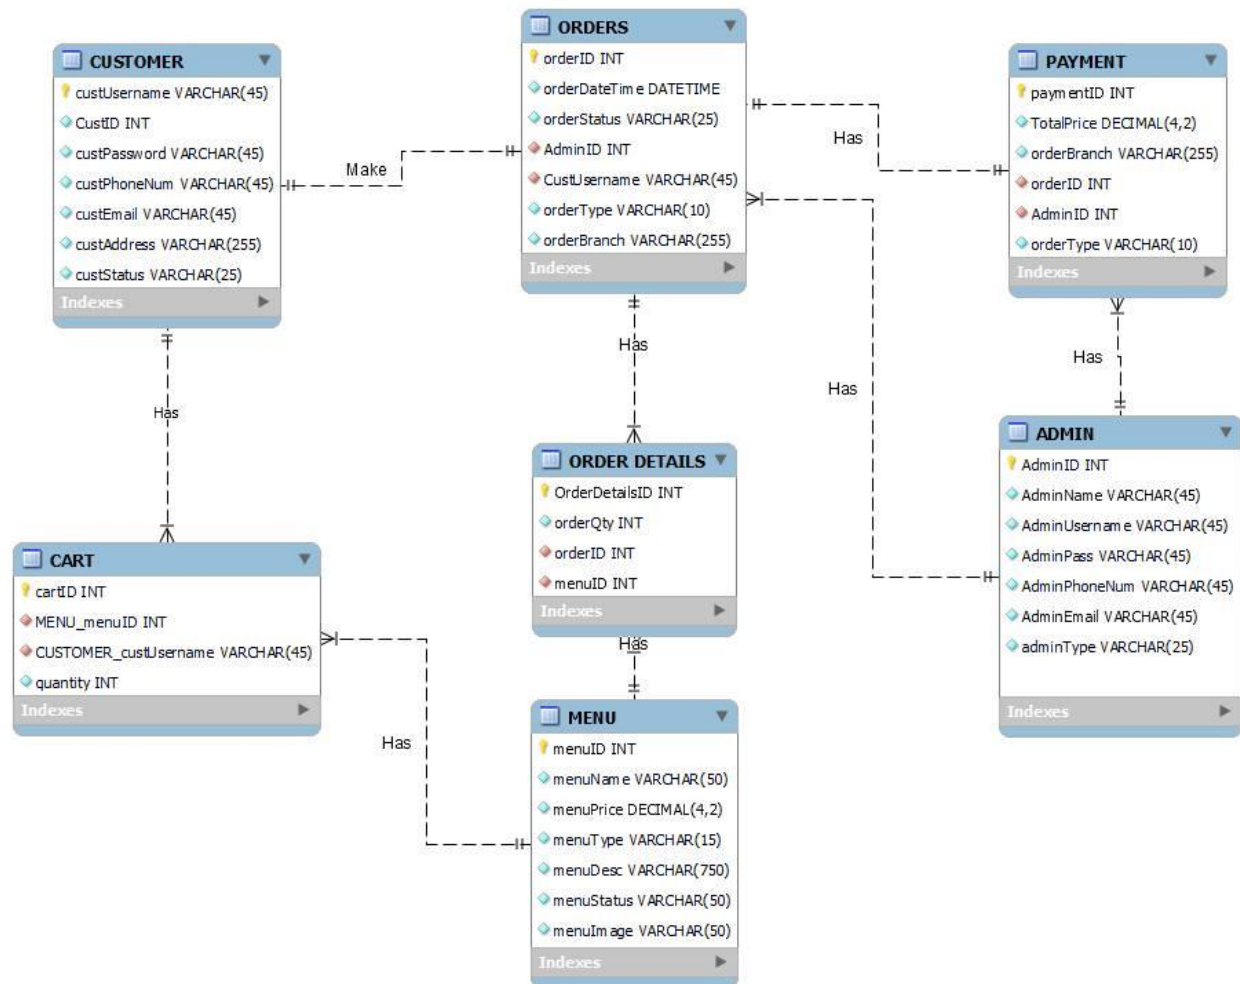 CUSTOMER
custUsername VARCHAR(45)
CustID INT
custPassword VARCHAR(45)
custPhoneNum VARCHAR(45)
custEmail VARCHAR(45)
custAddress VARCHAR(255)
custStatus VARCHAR(25)
Indexes
Make
ORDERS
orderID INT
orderDateTime DATETIME
orderStatus VARCHAR(25)
AdminID INT
CustUsername VARCHAR(45)
orderType VARCHAR(10)
orderBranch VARCHAR(255)
Indexes
Has
PAYMENT
paymentID INT
TotalPrice DECIMAL(4,2)
orderBranch VARCHAR(255)
orderID INT
AdminID INT
orderType VARCHAR(10)
Indexes
Has
Has
Has
Has
CART
cartID INT
MENU_menuID INT
CUSTOMER_custUsername VARCHAR(45)
quantity INT
Indexes
Has
ORDER DETAILS
OrderDetailsID INT
orderQty INT
orderID INT
menuID INT
Indexes
Has
ADMIN
AdminID INT
AdminName VARCHAR(45)
AdminUsername VARCHAR(45)
AdminPass VARCHAR(45)
AdminPhoneNum VARCHAR(45)
AdminEmail VARCHAR(45)
adminType VARCHAR(25)
Indexes
MENU
menuID INT
menuName VARCHAR(50)
menuPrice DECIMAL(4,2)
menuType VARCHAR(15)
menuDesc VARCHAR(750)
menuStatus VARCHAR(50)
menuImage VARCHAR(50)
Indexes